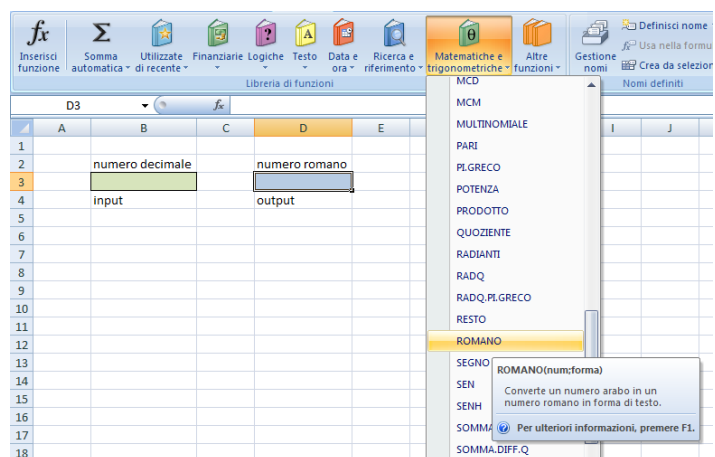 fx Σ ? A θ
Inserisci Somma Utilizzate Finanziarie Logiche Testo Data e Ricerca e Matematiche e Altre Gestione Definisci nome
funzione automatica di recente ora riferimento trigonometriche funzioni nomi Usa nella formu
Crea da selezion
Libreria di funzioni Nomi definiti
D3 fx
A B C D E I J
1
2 numero decimale numero romano
3
4 input output
5
6
7
8
9
10
11
12
13
14
15
16
17
18
MCD
MCM
MULTINOMIALE
PARI
PI.GRECO
POTENZA
PRODOTTO
QUOZIENTE
RADIANTI
RADQ
RADQ.PI.GRECO
RESTO
ROMANO
SEGNO
SEN
SENH
SOMMA
SOMMA.DIFF.Q
ROMANO(num;forma)
Converte un numero arabo in un
numero romano in forma di testo.
Per ulteriori informazioni, premere F1.